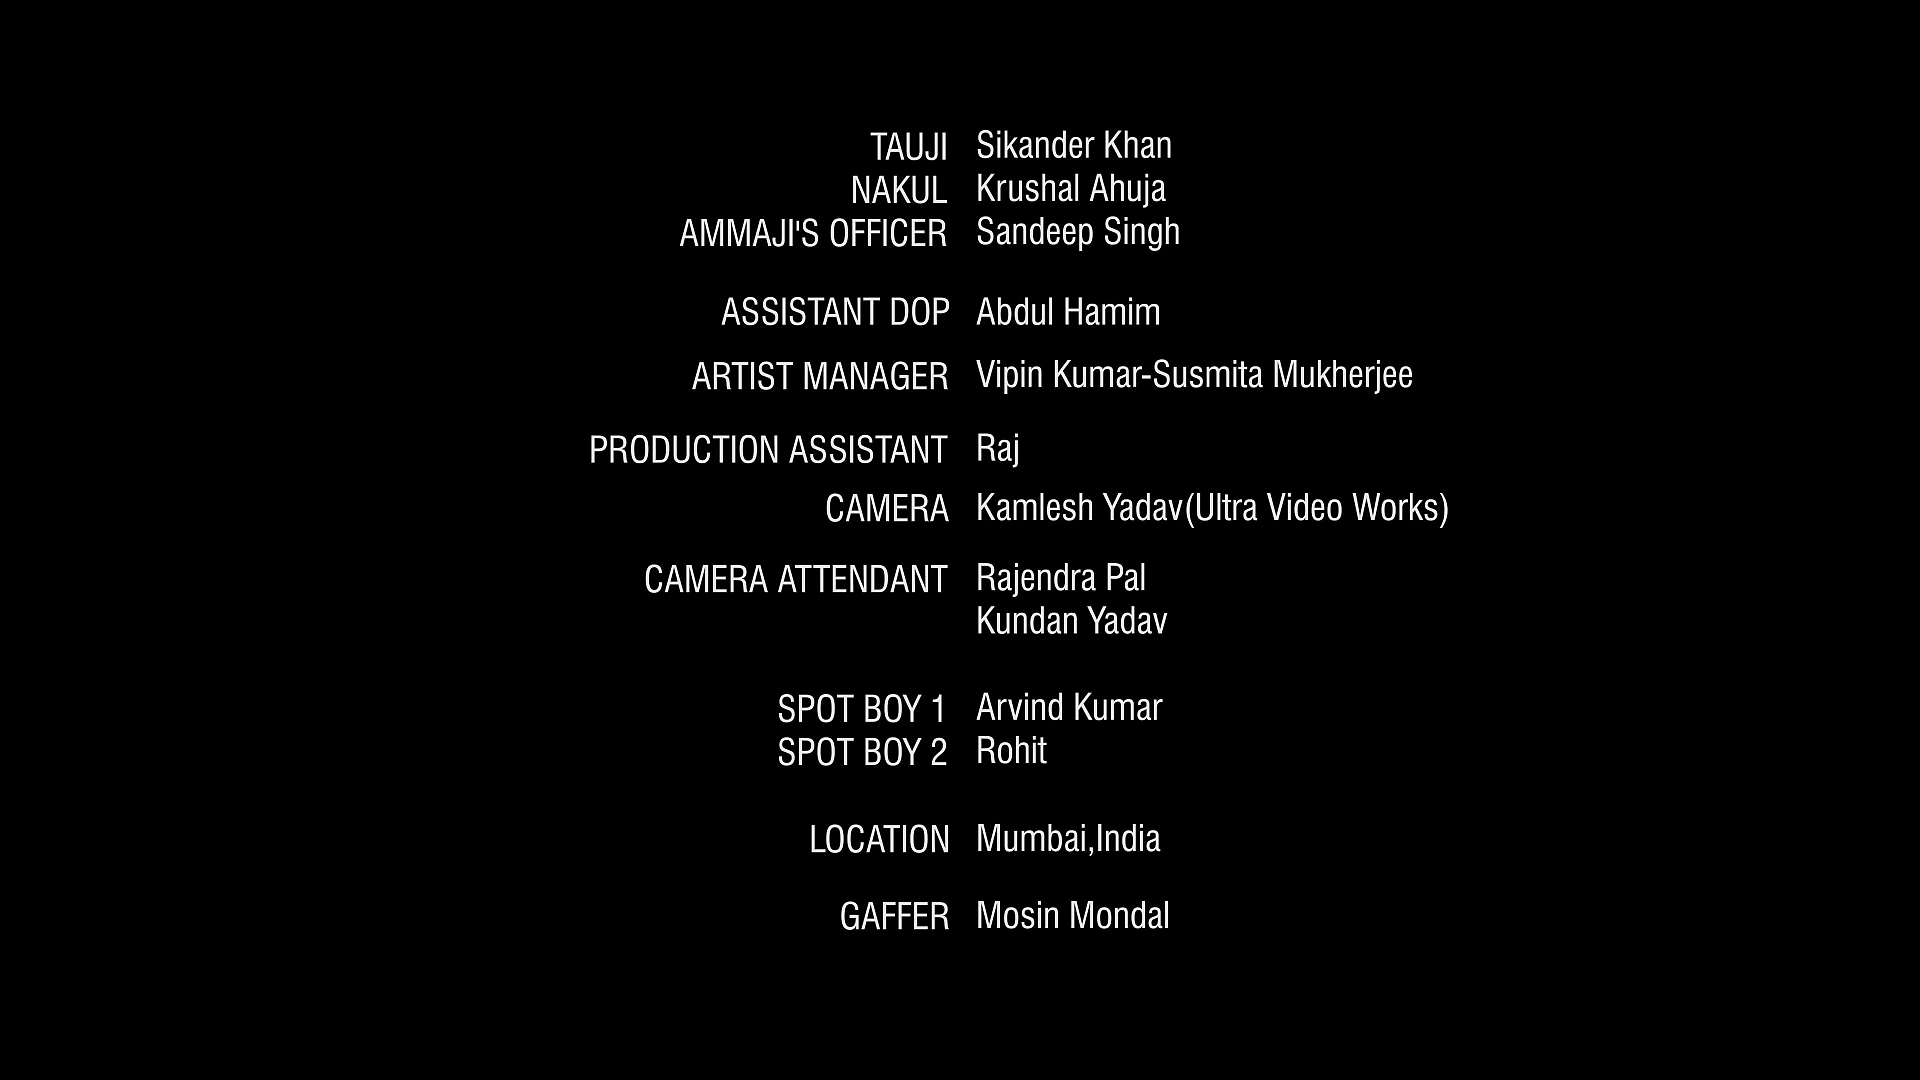 TAUJI Sikander Khan
NAKUL Krushal Ahuja
AMMAJI'S OFFICER Sandeep Singh
ASSISTANT DOP Abdul Hamim
ARTIST MANAGER Vipin Kumar-Susmita Mukherjee
PRODUCTION ASSISTANT Raj
CAMERA Kamlesh Yadav(Ultra Video Works)
CAMERA ATTENDANT Rajendra Pal
Kundan Yadav
SPOT BOY 1 Arvind Kumar
SPOT BOY 2 Rohit
LOCATION Mumbai,India
GAFFER Mosin Mondal